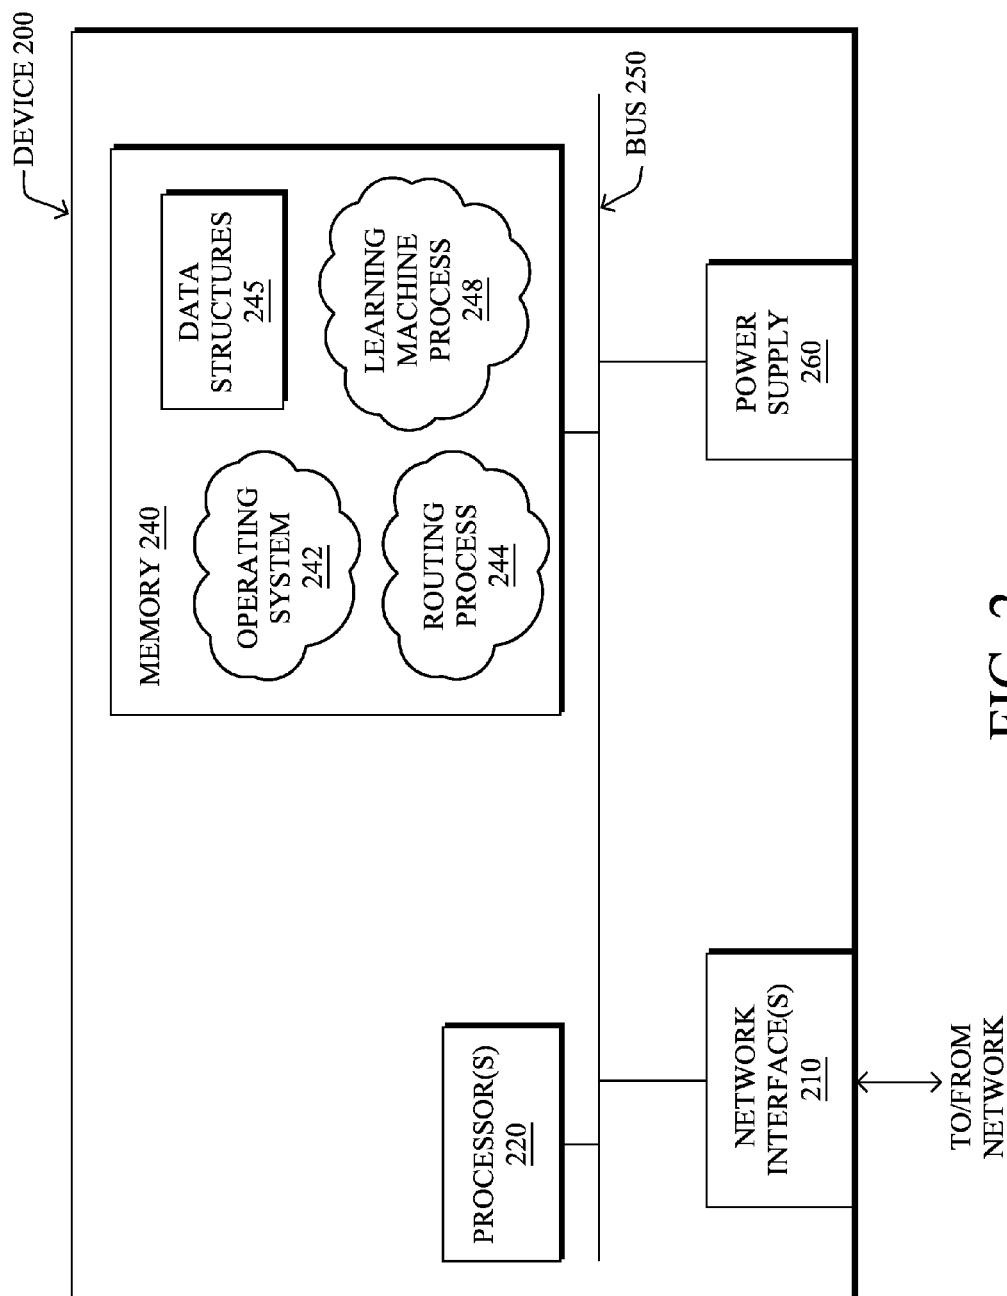 DEVICE 200
MEMORY 240
DATA
STRUCTURES
245
OPERATING
SYSTEM
242
LEARNING
MACHINE
PROCESS
248
ROUTING
PROCESS
244
PROCESSOR(S)
220
BUS 250
NETWORK
INTERFACE(S)
210
POWER
SUPPLY
260
TO/FROM
NETWORK
FIG. 2